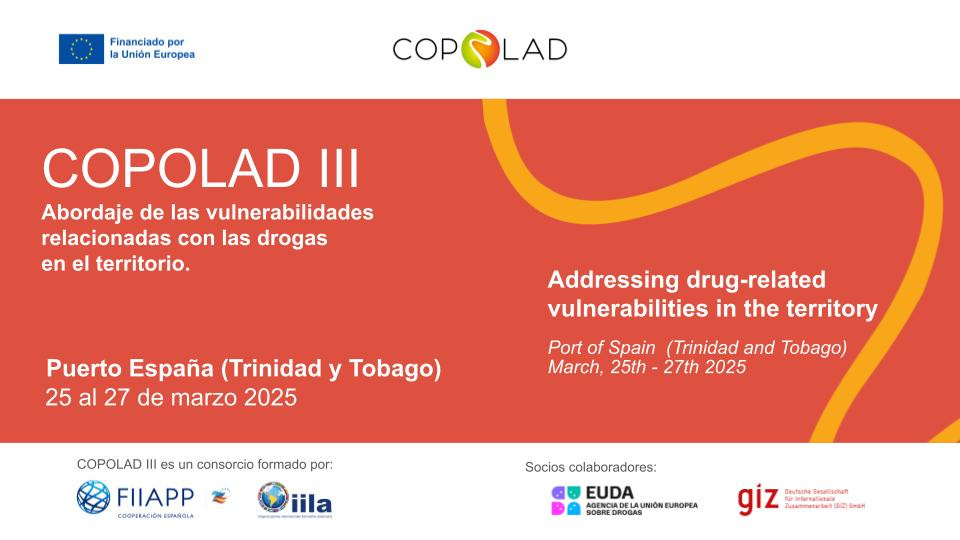 Financiado por
la Unión Europea
COPOLAD
COPOLAD III
Abordaje de las vulnerabilidades
relacionadas con las drogas
en el territorio.
Addressing drug-related
vulnerabilities in the territory
Port of Spain (Trinidad and Tobago)
March, 25th - 27th 2025
Puerto España (Trinidad y Tobago)
25 al 27 de marzo 2025
COPOLAD III es un consorcio formado por:
FIIAPP
COOPERACIÓN ESPAÑOLA
iila
Socios colaboradores:
EUDA
AGENCIA DE LA UNIÓN EUROPEA
SOBRE DROGAS
giz
Deutsche Gesellschaft
für Internationale
Zusammenarbeit (GIZ) GmbH